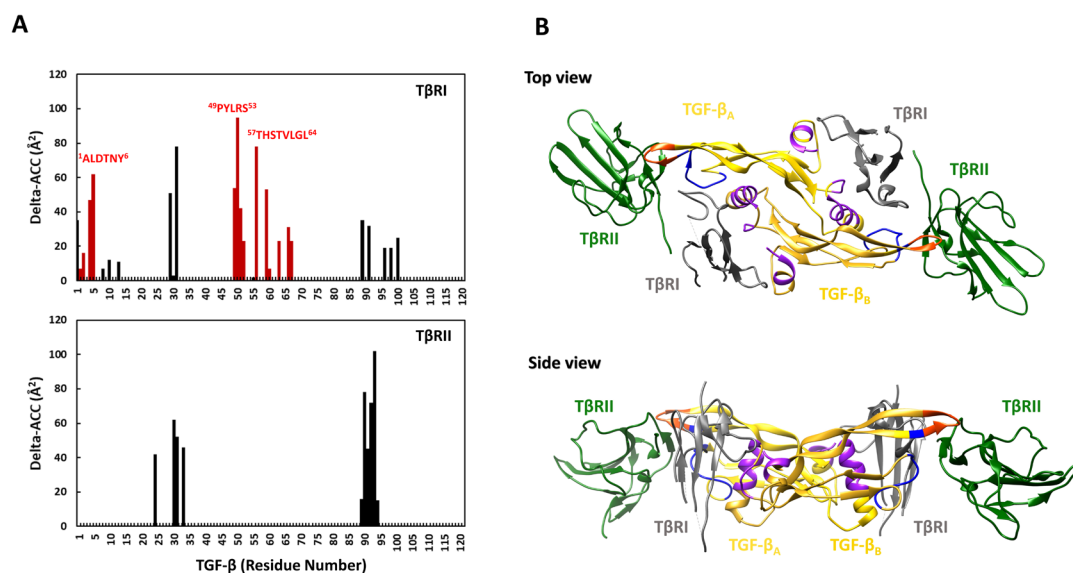 A
Delta-ACC (Å²)
120
100
80
60
40
20
0
TβRI
¹ALDTNY⁶
⁴⁹PYLRS⁵³
⁵⁷THSTVLGL⁶⁴
1 5 10 15 20 25 30 35 40 45 50 55 60 65 70 75 80 85 90 95 100 105 110 115 120
Delta-ACC (Å²)
120
100
80
60
40
20
0
TβRII
1 5 10 15 20 25 30 35 40 45 50 55 60 65 70 75 80 85 90 95 100 105 110 115 120
TGF-β (Residue Number)
B
Top view
TGF-βA
TβRI
TβRII
TβRII
TβRI
TGF-βB
Side view
TβRII
TβRII
TβRI
TGF-βA
TGF-βB
TβRI